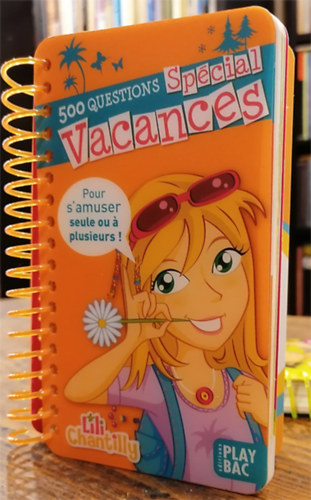 500 QUESTIONS Spécial
Vacances
Pour
s'amuser
seule ou à
plusieurs !
Lili
Chantilly
éditions
PLAY
BAC